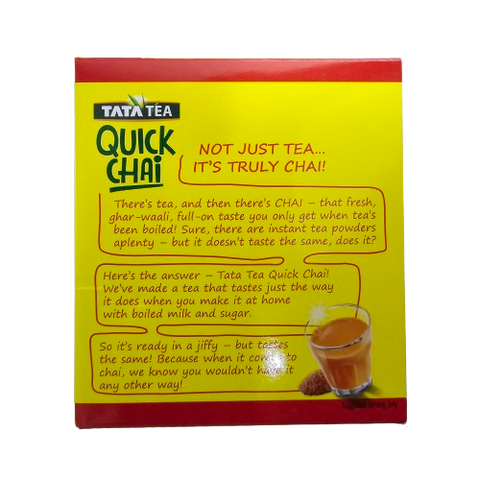 TATA TEA
QUICK
CHAI
NOT JUST TEA...
IT'S TRULY CHAI!
There's tea, and then there's CHAI – that fresh,
ghar-waali, full-on taste you only get when tea's
been boiled! Sure, there are instant tea powders
aplenty – but it doesn't taste the same, does it?
Here's the answer – Tata Tea Quick Chai!
We've made a tea that tastes just the way
it does when you make it at home
with boiled milk and sugar.
So it's ready in a jiffy – but tastes
the same! Because when it comes to
chai, we know you wouldn't have it
any other way!